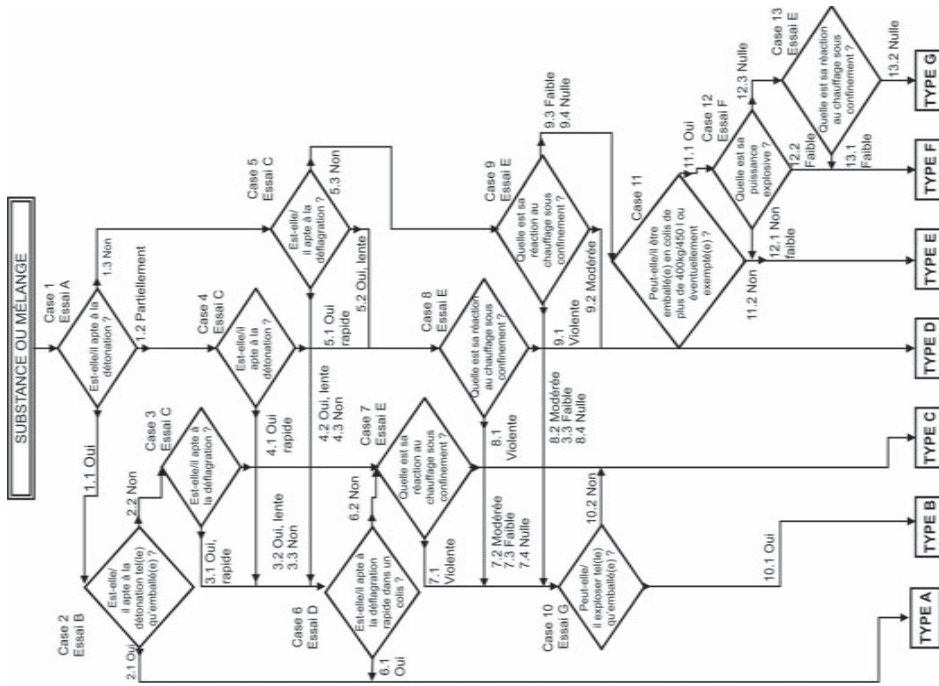 SUBSTANCE OU MÉLANGE
Case 1
Essai A
Est-elle/il apte à la
détonation ?
1.1 Oui
1.2 Partiellement
1.3 Non
Case 2
Essai B
Est-elle/
il apte à la
détonation tel(le)
qu'emballé(e) ?
2.1 Oui
2.2 Non
Case 3
Essai C
Est-elle/il apte à
la déflagration ?
3.1 Oui,
rapide
3.2 Oui, lente
3.3 Non
Case 4
Essai C
Est-elle/il
apte à la
détonation ?
4.1 Oui
rapide
4.2 Oui, lente
4.3 Non
Case 5
Essai C
Est-elle/
il apte à la
déflagration ?
5.1 Oui
rapide
5.2 Oui, lente
5.3 Non
Case 6
Essai D
Est-elle/il apte à
la déflagration
rapide dans un
colis ?
6.1
Oui
6.2 Non
Case 7
Essai E
Quelle est sa
réaction au
chauffage sous
confinement ?
7.1
Violente
7.2 Modérée
7.3 Faible
7.4 Nulle
Case 8
Essai E
Quelle est sa réaction
au chauffage sous
confinement ?
8.1
Violente
8.2 Modérée
3.3 Faible
8.4 Nulle
Case 9
Essai E
Quelle est sa
réaction au
chauffage sous
confinement ?
9.1
Violente
9.2 Modérée
9.3 Faible
9.4 Nulle
Case 10
Essai G
Peut-elle/
il exploser tel(le)
qu'emballé(e) ?
10.1 Oui
10.2 Non
Case 11
Peut-elle/il être
emballé(e) en colis de
plus de 400kg/450 l ou
éventuellement
exempté(e) ?
11.1 Oui
11.2 Non
Case 12
Essai F
Quelle est sa
puissance
explosive ?
12.1 Non
faible
12.2
Faible
12.3 Nulle
Case 13
Essai E
Quelle est sa réaction
au chauffage sous
confinement ?
13.1
Faible
13.2 Nulle
TYPE A
TYPE B
TYPE C
TYPE D
TYPE E
TYPE F
TYPE G